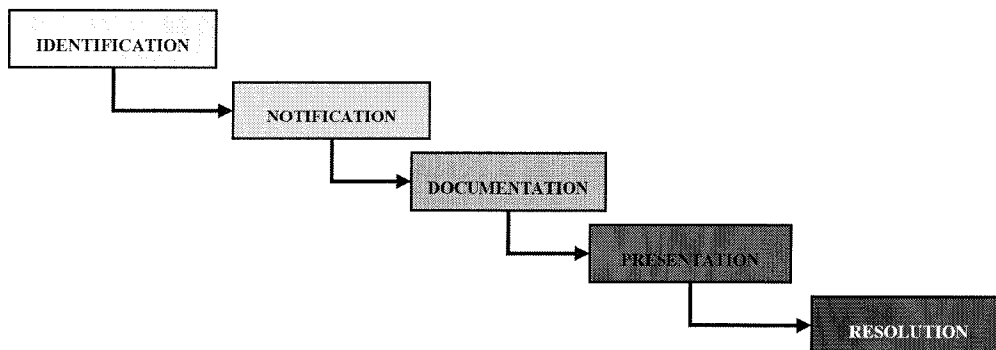 IDENTIFICATION
NOTIFICATION
DOCUMENTATION
PRESENTATION
RESOLUTION